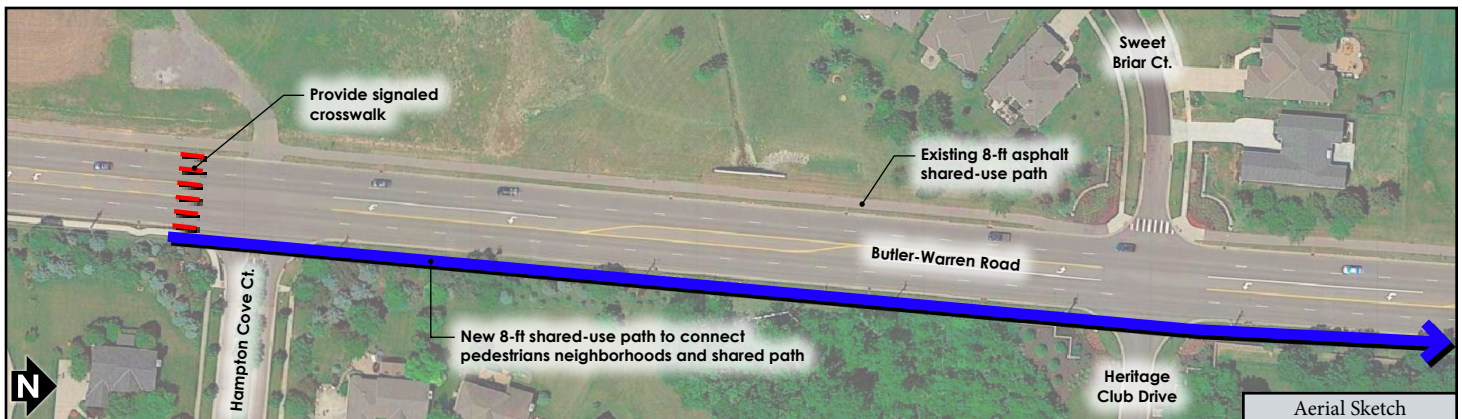 Sweet
Briar Ct.
Provide signaled
crosswalk
Existing 8-ft asphalt
shared-use path
Butler-Warren Road
Hampton Cove Ct.
New 8-ft shared-use path to connect
pedestrians neighborhoods and shared path
Heritage
Club Drive
N
Aerial Sketch